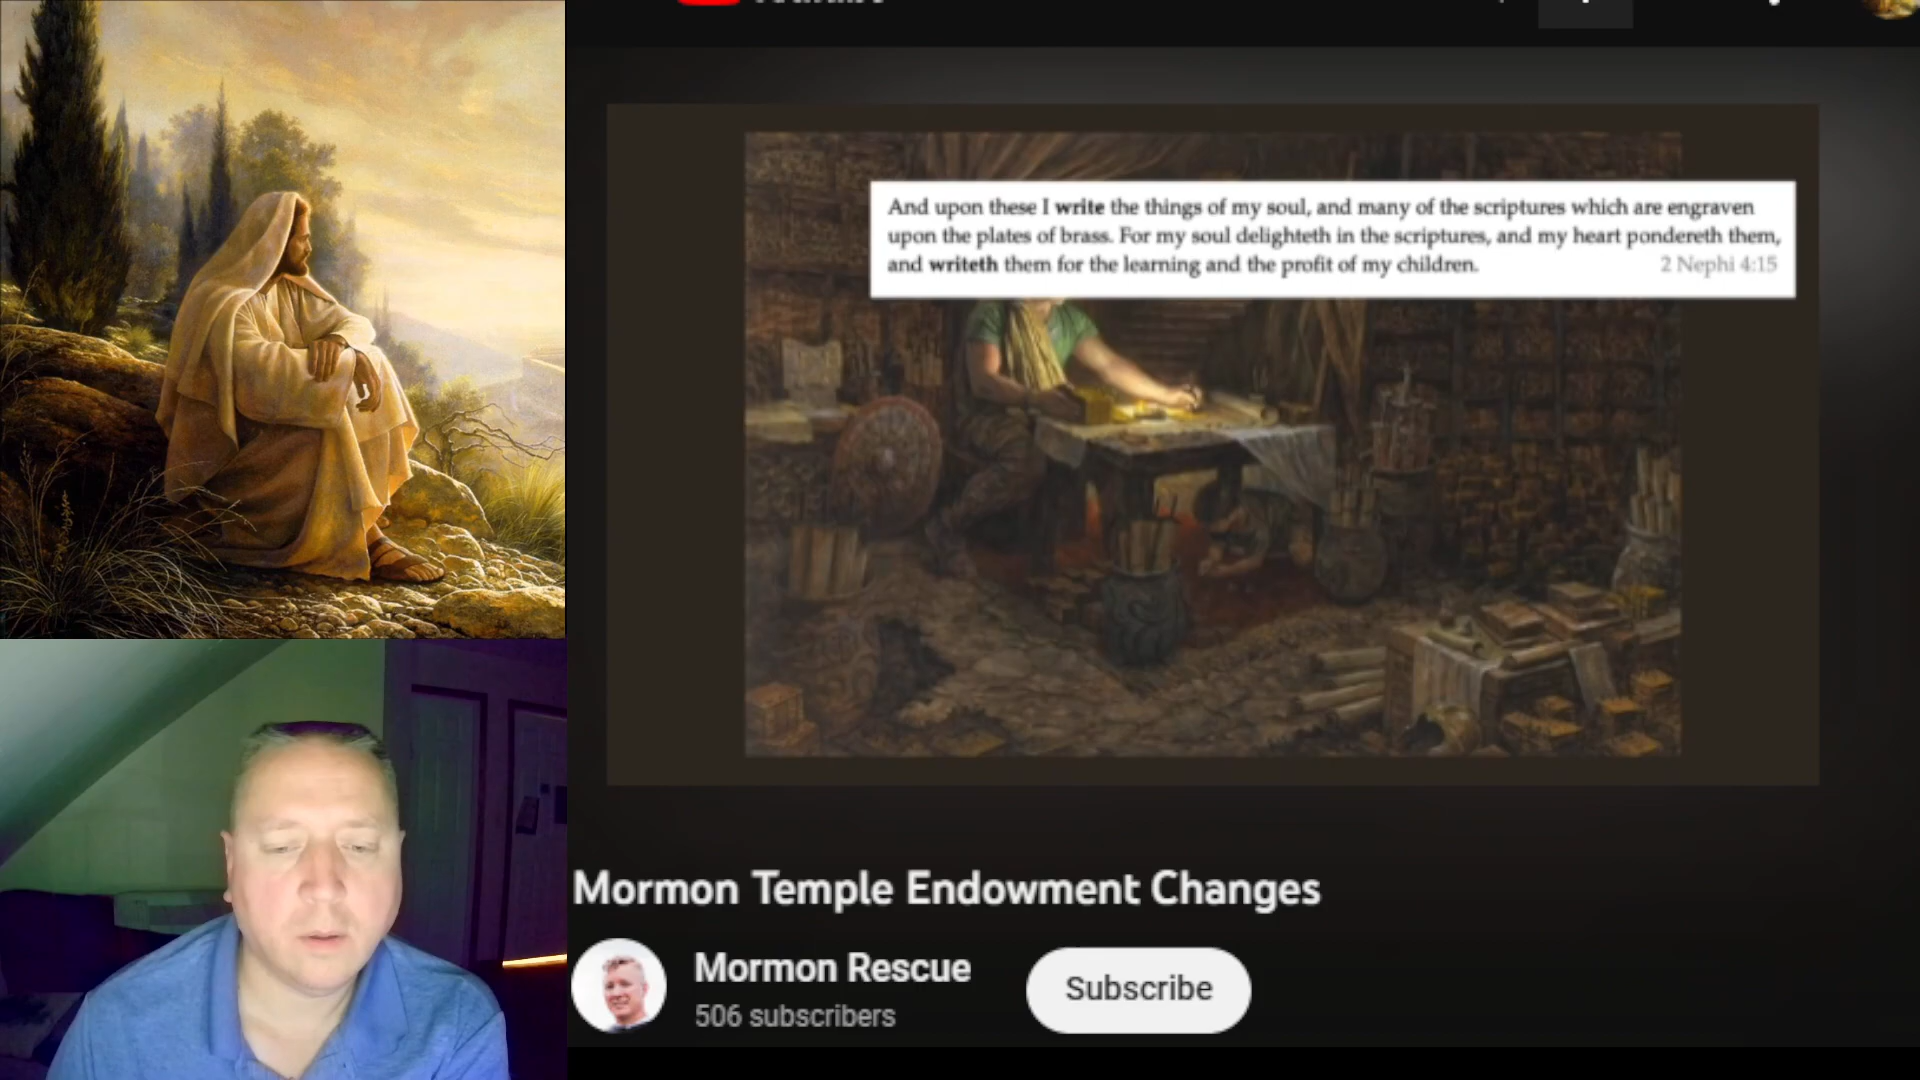 And upon these I write the things of my soul, and many of the scriptures which are engraven
upon the plates of brass. For my soul delighteth in the scriptures, and my heart pondereth them,
and writeth them for the learning and the profit of my children. 2 Nephi 4:15
Mormon Temple Endowment Changes
Mormon Rescue
506 subscribers
Subscribe